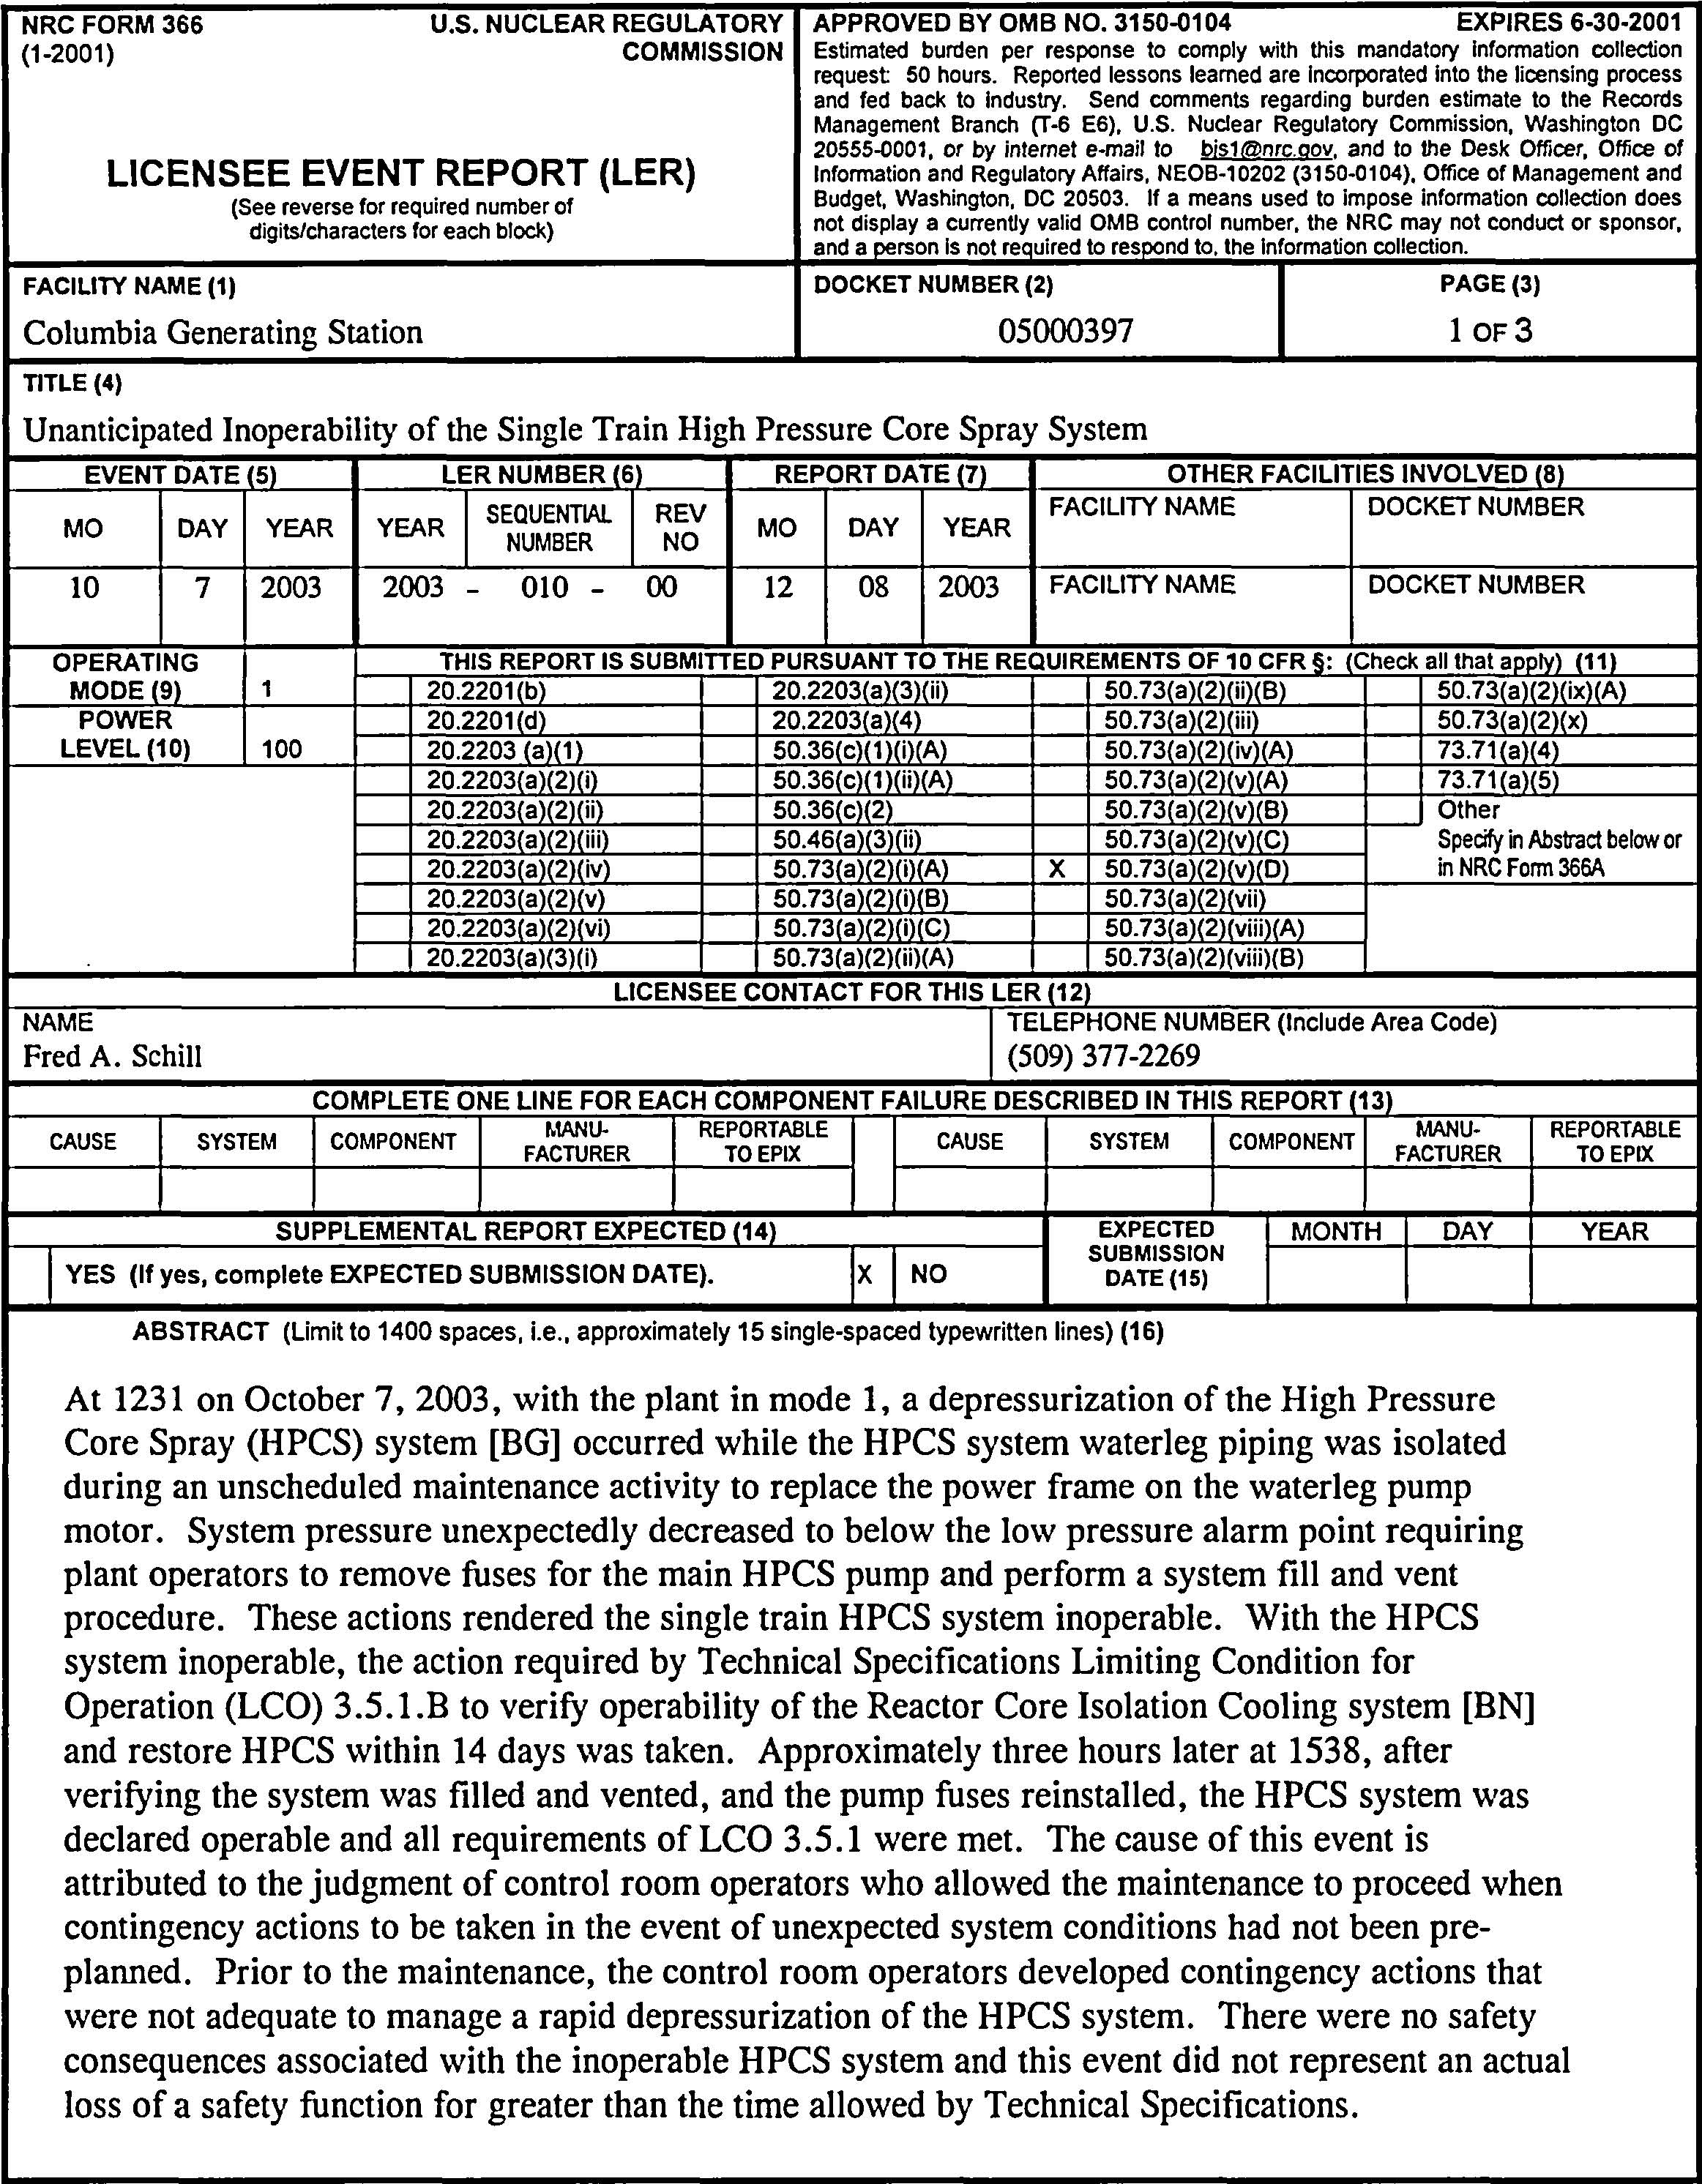 NRC FORM 366 U.S. NUCLEAR REGULATORY
(1-2001) COMMISSION
LICENSEE EVENT REPORT (LER)
(See reverse for required number of
digits/characters for each block)
APPROVED BY OMB NO. 3150-0104 EXPIRES 6-30-2001
Estimated burden per response to comply with this mandatory information collection
request: 50 hours. Reported lessons learned are incorporated into the licensing process
and fed back to industry. Send comments regarding burden estimate to the Records
Management Branch (T-6 E6), U.S. Nuclear Regulatory Commission, Washington DC
20555-0001, or by internet e-mail to bjs1@nrc.gov, and to the Desk Officer, Office of
Information and Regulatory Affairs, NEOB-10202 (3150-0104), Office of Management and
Budget, Washington, DC 20503. If a means used to impose information collection does
not display a currently valid OMB control number, the NRC may not conduct or sponsor,
and a person is not required to respond to, the information collection.
FACILITY NAME (1) DOCKET NUMBER (2) PAGE (3)
Columbia Generating Station 05000397 1 OF 3
TITLE (4)
Unanticipated Inoperability of the Single Train High Pressure Core Spray System
EVENT DATE (5) LER NUMBER (6) REPORT DATE (7) OTHER FACILITIES INVOLVED (8)
MO DAY YEAR YEAR SEQUENTIAL NUMBER REV NO MO DAY YEAR FACILITY NAME DOCKET NUMBER
10 7 2003 2003 - 010 - 00 12 08 2003 FACILITY NAME DOCKET NUMBER
OPERATING MODE (9) 1 THIS REPORT IS SUBMITTED PURSUANT TO THE REQUIREMENTS OF 10 CFR §: (Check all that apply) (11)
20.2201(b) 20.2203(a)(3)(ii) 50.73(a)(2)(ii)(B) 50.73(a)(2)(ix)(A)
POWER LEVEL (10) 100 20.2201(d) 20.2203(a)(4) 50.73(a)(2)(iii) 50.73(a)(2)(x)
20.2203 (a)(1) 50.36(c)(1)(i)(A) 50.73(a)(2)(iv)(A) 73.71(a)(4)
20.2203(a)(2)(i) 50.36(c)(1)(ii)(A) 50.73(a)(2)(v)(A) 73.71(a)(5)
20.2203(a)(2)(ii) 50.36(c)(2) 50.73(a)(2)(v)(B) Other
20.2203(a)(2)(iii) 50.46(a)(3)(ii) 50.73(a)(2)(v)(C) Specify in Abstract below or
20.2203(a)(2)(iv) 50.73(a)(2)(i)(A) X 50.73(a)(2)(v)(D) in NRC Form 366A
20.2203(a)(2)(v) 50.73(a)(2)(i)(B) 50.73(a)(2)(vii)
20.2203(a)(2)(vi) 50.73(a)(2)(i)(C) 50.73(a)(2)(viii)(A)
20.2203(a)(3)(i) 50.73(a)(2)(ii)(A) 50.73(a)(2)(viii)(B)
LICENSEE CONTACT FOR THIS LER (12)
NAME TELEPHONE NUMBER (Include Area Code)
Fred A. Schill (509) 377-2269
COMPLETE ONE LINE FOR EACH COMPONENT FAILURE DESCRIBED IN THIS REPORT (13)
CAUSE SYSTEM COMPONENT MANU-FACTURER REPORTABLE TO EPIX CAUSE SYSTEM COMPONENT MANU-FACTURER REPORTABLE TO EPIX
SUPPLEMENTAL REPORT EXPECTED (14) EXPECTED SUBMISSION DATE (15) MONTH DAY YEAR
YES (If yes, complete EXPECTED SUBMISSION DATE). X NO
ABSTRACT (Limit to 1400 spaces, i.e., approximately 15 single-spaced typewritten lines) (16)
At 1231 on October 7, 2003, with the plant in mode 1, a depressurization of the High Pressure
Core Spray (HPCS) system [BG] occurred while the HPCS system waterleg piping was isolated
during an unscheduled maintenance activity to replace the power frame on the waterleg pump
motor. System pressure unexpectedly decreased to below the low pressure alarm point requiring
plant operators to remove fuses for the main HPCS pump and perform a system fill and vent
procedure. These actions rendered the single train HPCS system inoperable. With the HPCS
system inoperable, the action required by Technical Specifications Limiting Condition for
Operation (LCO) 3.5.1.B to verify operability of the Reactor Core Isolation Cooling system [BN]
and restore HPCS within 14 days was taken. Approximately three hours later at 1538, after
verifying the system was filled and vented, and the pump fuses reinstalled, the HPCS system was
declared operable and all requirements of LCO 3.5.1 were met. The cause of this event is
attributed to the judgment of control room operators who allowed the maintenance to proceed when
contingency actions to be taken in the event of unexpected system conditions had not been pre-
planned. Prior to the maintenance, the control room operators developed contingency actions that
were not adequate to manage a rapid depressurization of the HPCS system. There were no safety
consequences associated with the inoperable HPCS system and this event did not represent an actual
loss of a safety function for greater than the time allowed by Technical Specifications.